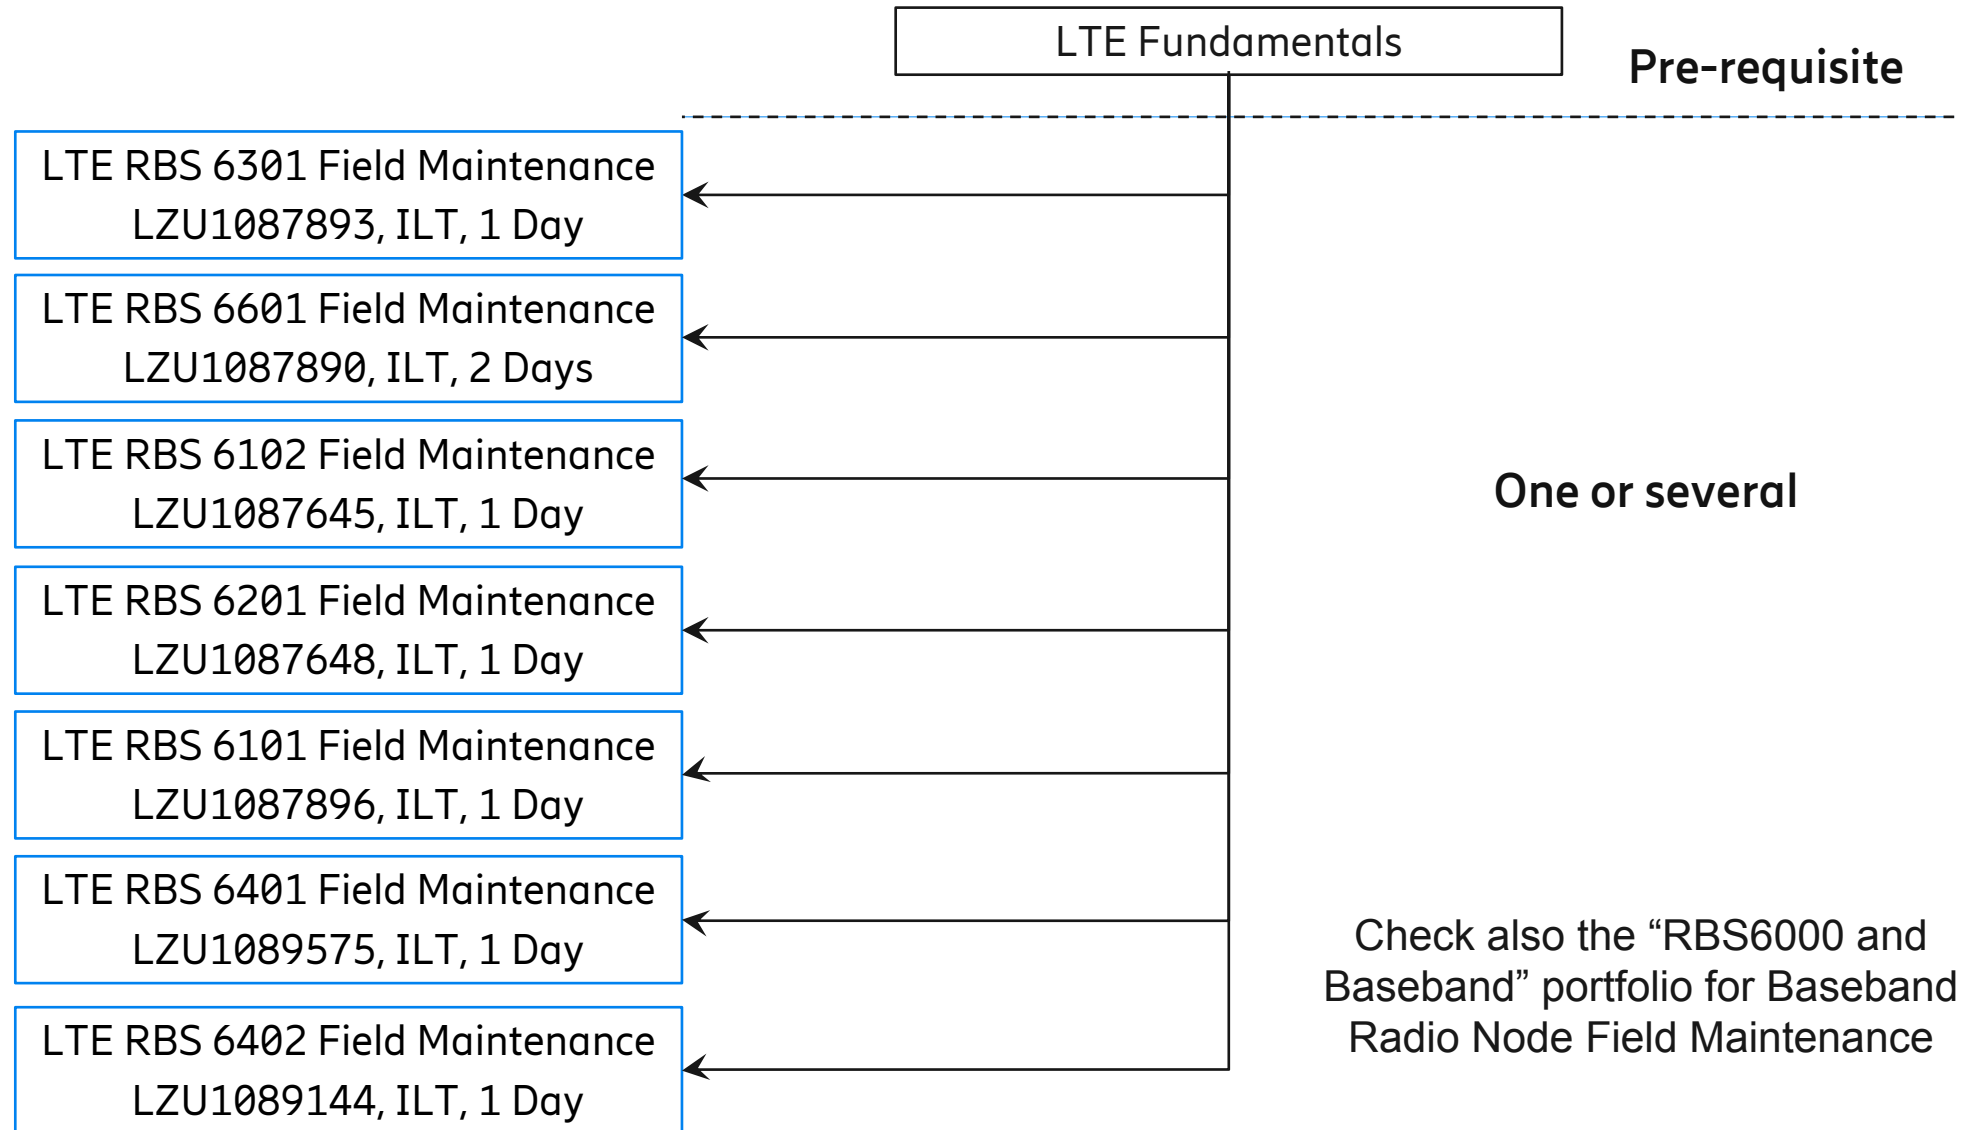 LTE Fundamentals
Pre-requisite
LTE RBS 6301 Field Maintenance
LZU1087893, ILT, 1 Day
LTE RBS 6601 Field Maintenance
LZU1087890, ILT, 2 Days
LTE RBS 6102 Field Maintenance
LZU1087645, ILT, 1 Day
One or several
LTE RBS 6201 Field Maintenance
LZU1087648, ILT, 1 Day
LTE RBS 6101 Field Maintenance
LZU1087896, ILT, 1 Day
LTE RBS 6401 Field Maintenance
LZU1089575, ILT, 1 Day
LTE RBS 6402 Field Maintenance
LZU1089144, ILT, 1 Day
Check also the “RBS6000 and
Baseband” portfolio for Baseband
Radio Node Field Maintenance